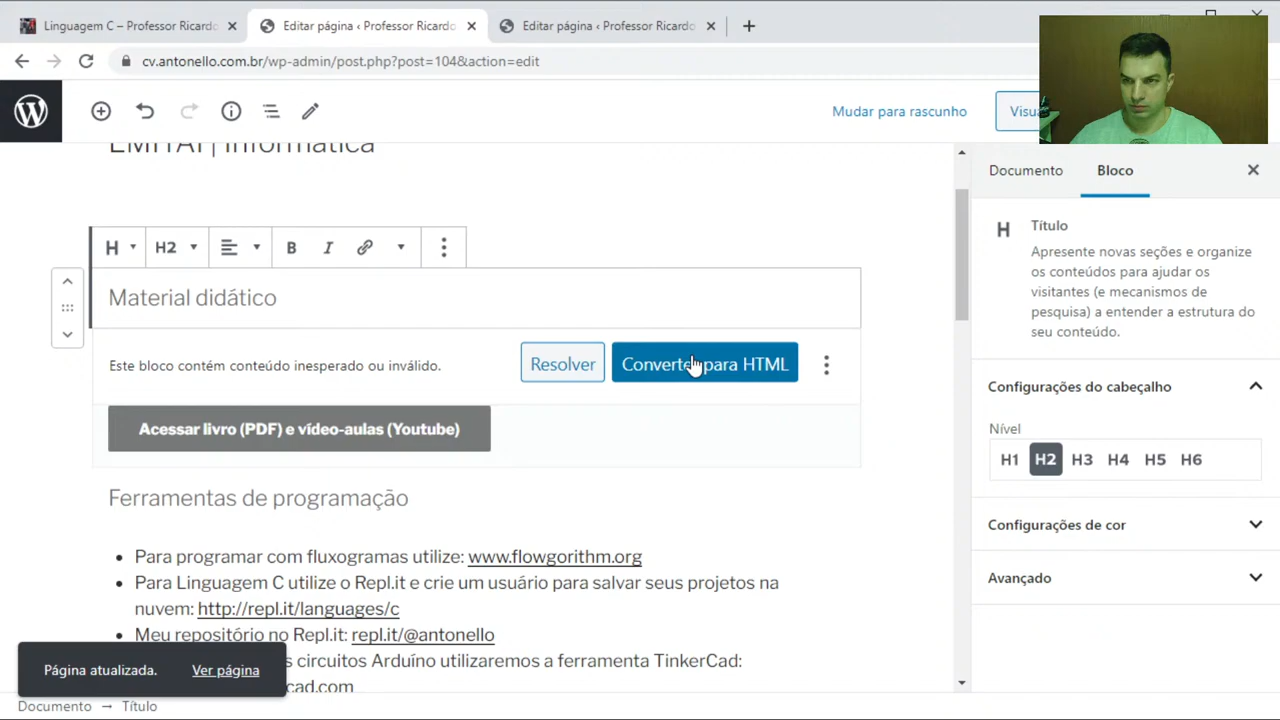 Linguagem C – Professor Ricardo
Editar página ‹ Professor Ricardo
Editar página ‹ Professor Ricardo
cv.antonello.com.br/wp-admin/post.php?post=104&action=edit
Mudar para rascunho
Visu
EMITAI | Informática
H
H2
B
I
Material didático
Este bloco contém conteúdo inesperado ou inválido.
Resolver
Converter para HTML
Acessar livro (PDF) e vídeo-aulas (Youtube)
Ferramentas de programação
Para programar com fluxogramas utilize: www.flowgorithm.org
Para Linguagem C utilize o Repl.it e crie um usuário para salvar seus projetos na
nuvem: http://repl.it/languages/c
Meu repositório no Repl.it: repl.it/@antonello
s circuitos Arduíno utilizaremos a ferramenta TinkerCad:
cad.com
Página atualizada.
Ver página
Documento → Título
Documento
Bloco
H
Título
Apresente novas seções e organize
os conteúdos para ajudar os
visitantes (e mecanismos de
pesquisa) a entender a estrutura do
seu conteúdo.
Configurações do cabeçalho
Nível
H1 H2 H3 H4 H5 H6
Configurações de cor
Avançado